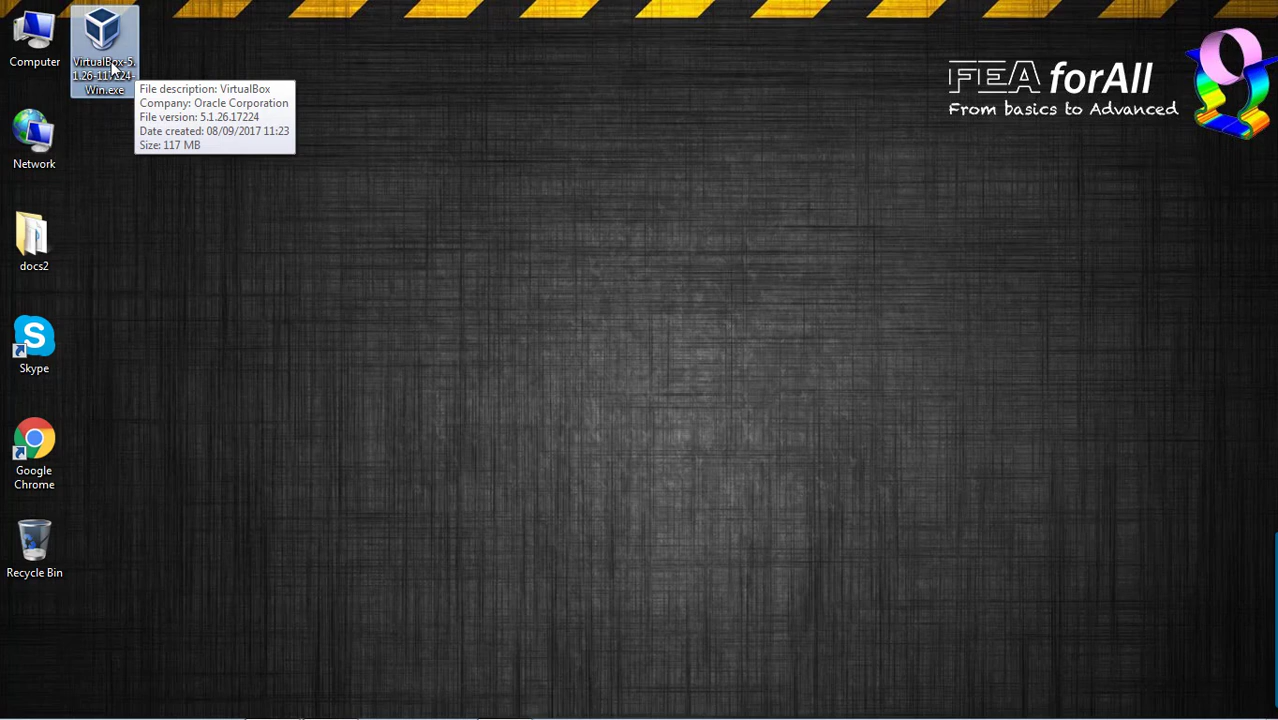 Computer
VirtualBox-5.
1.26-117224-
Win.exe
File description: VirtualBox
Company: Oracle Corporation
File version: 5.1.26.17224
Date created: 08/09/2017 11:23
Size: 117 MB
FEA forAll
From basics to Advanced
Network
docs2
Skype
Google
Chrome
Recycle Bin